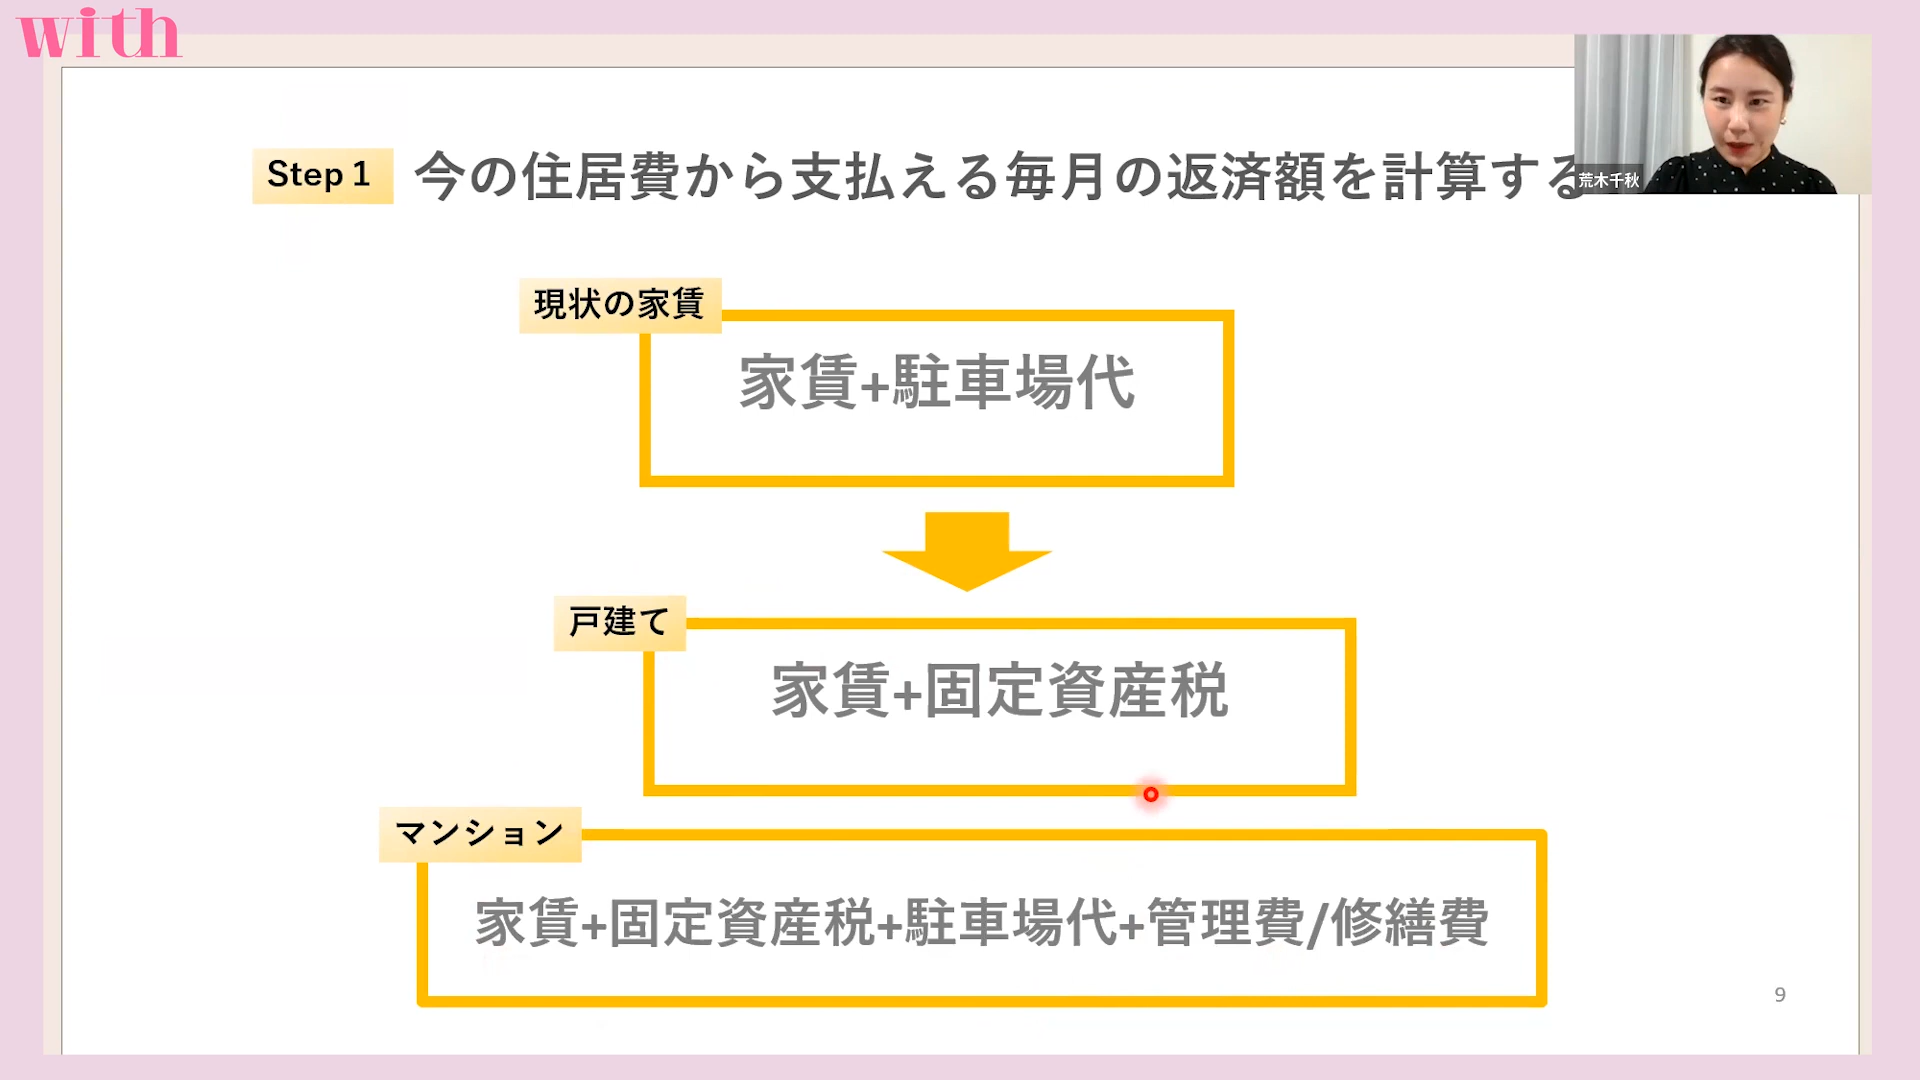 with
Step 1
今の住居費から支払える毎月の返済額を計算する
荒木千秋
現状の家賃
家賃+駐車場代
戸建て
家賃+固定資産税
マンション
家賃+固定資産税+駐車場代+管理費/修繕費
9